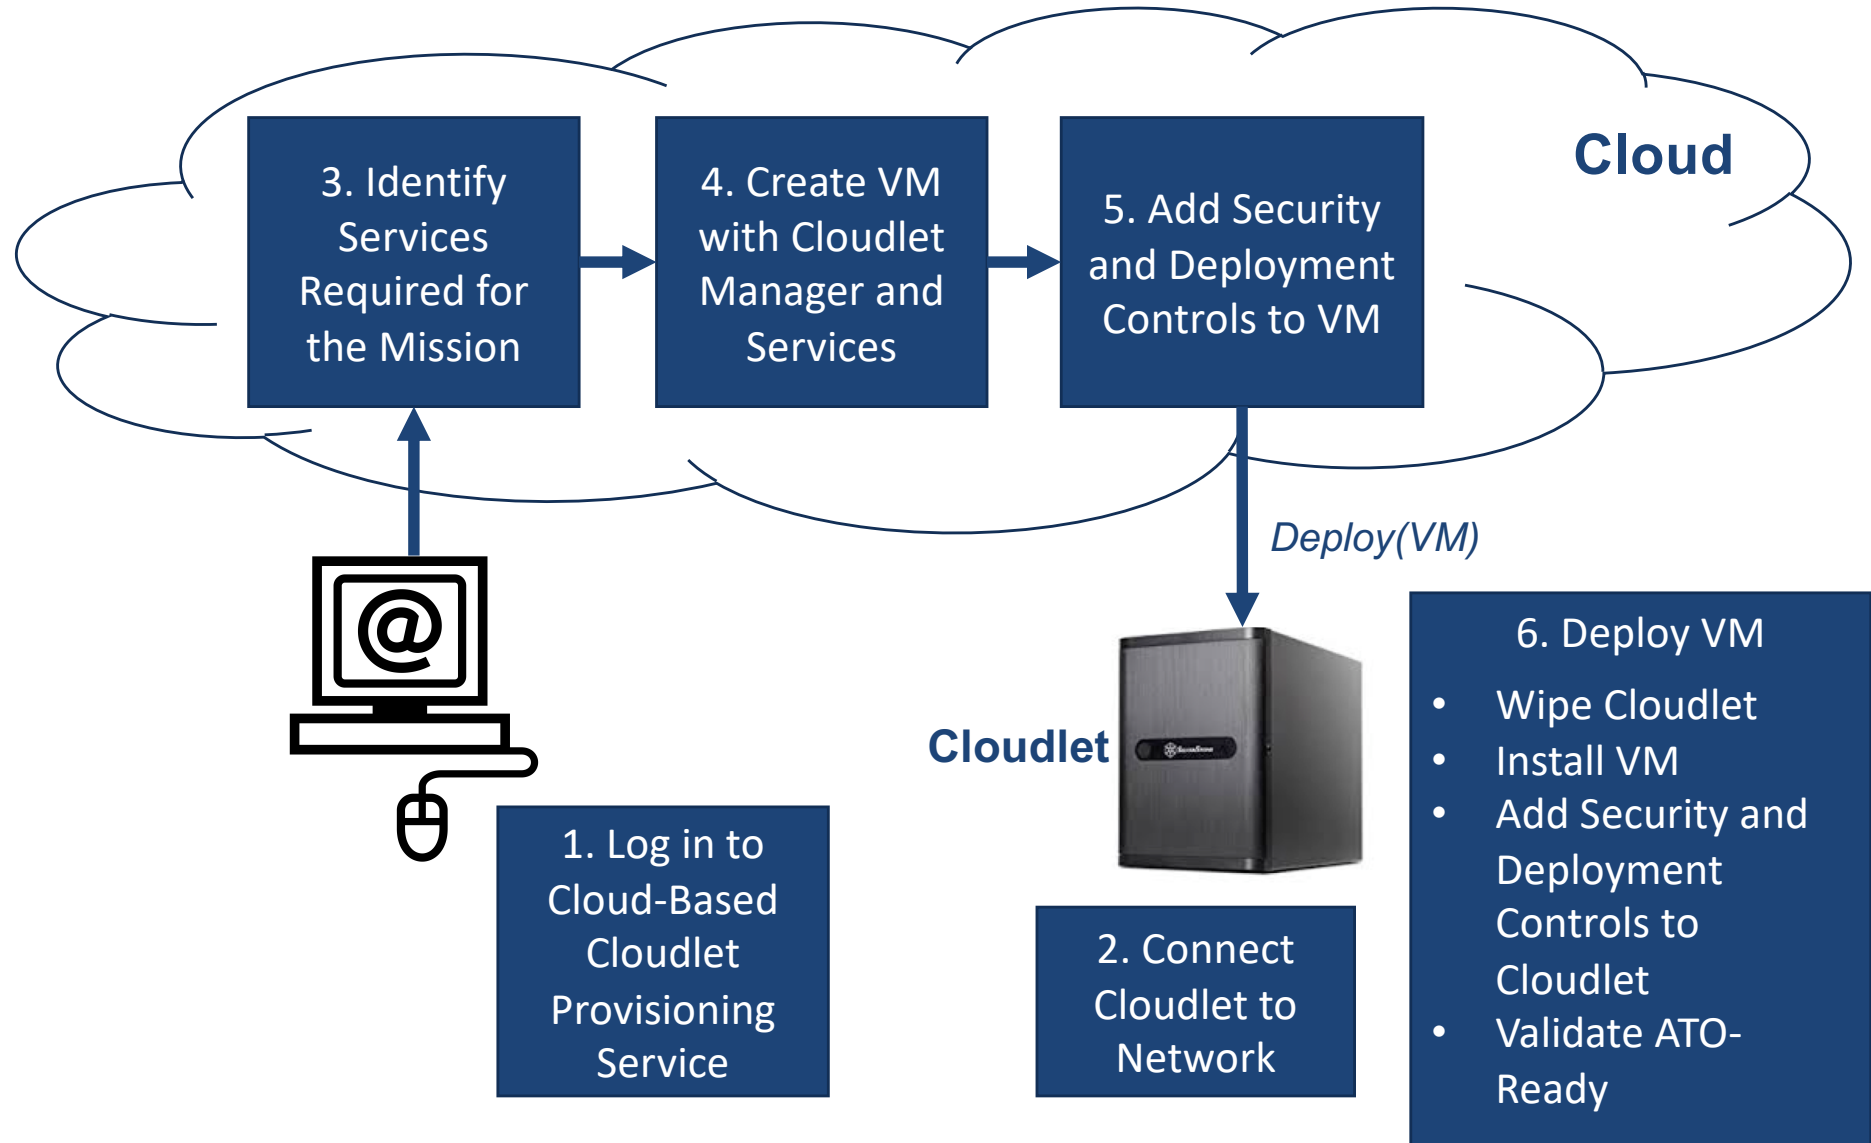 Cloud
3. Identify
Services
Required for
the Mission
4. Create VM
with Cloudlet
Manager and
Services
5. Add Security
and Deployment
Controls to VM
Deploy(VM)
@
Cloudlet
SilverStone
1. Log in to
Cloud-Based
Cloudlet
Provisioning
Service
2. Connect
Cloudlet to
Network
6. Deploy VM
• Wipe Cloudlet
• Install VM
• Add Security and
Deployment
Controls to
Cloudlet
• Validate ATO-
Ready